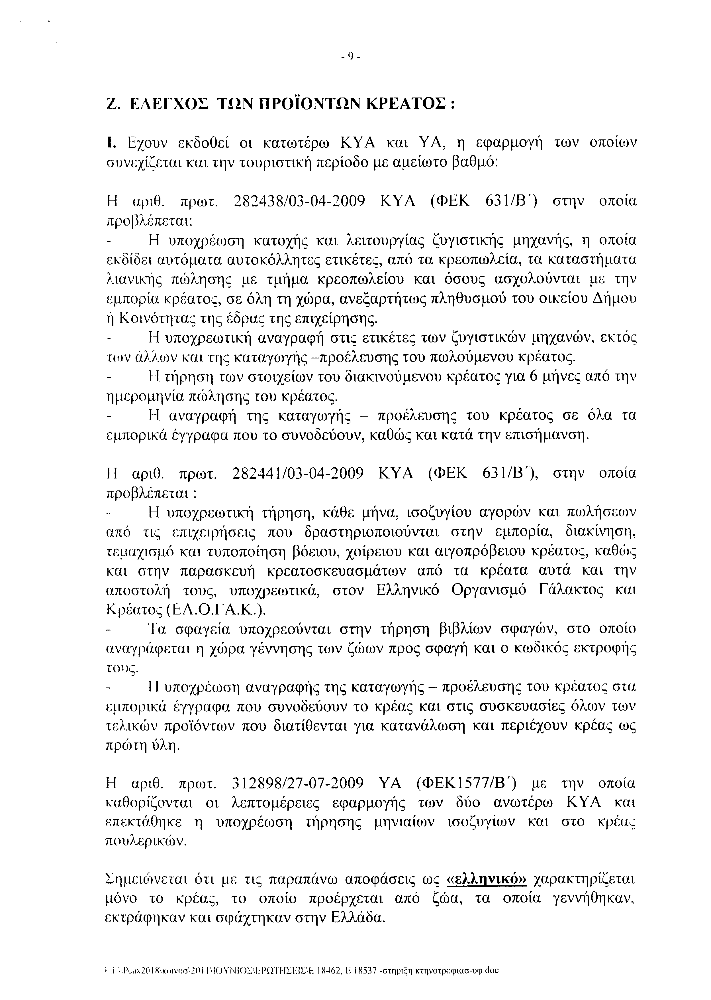 - 9 -
Ζ. ΕΛΕΓΧΟΣ ΤΩΝ ΠΡΟΪΟΝΤΩΝ ΚΡΕΑΤΟΣ :
Ι. Εχουν εκδοθεί οι κατωτέρω ΚΥΑ και ΥΑ, η εφαρμογή των οποίων
συνεχίζεται και την τουριστική περίοδο με αμείωτο βαθμό:
Η αριθ. πρωτ. 282438/03-04-2009 ΚΥΑ (ΦΕΚ 631/Β΄) στην οποία
προβλέπεται:
- Η υποχρέωση κατοχής και λειτουργίας ζυγιστικής μηχανής, η οποία
εκδίδει αυτόματα αυτοκόλλητες ετικέτες, από τα κρεοπωλεία, τα καταστήματα
λιανικής πώλησης με τμήμα κρεοπωλείου και όσους ασχολούνται με την
εμπορία κρέατος, σε όλη τη χώρα, ανεξαρτήτως πληθυσμού του οικείου Δήμου
ή Κοινότητας της έδρας της επιχείρησης.
- Η υποχρεωτική αναγραφή στις ετικέτες των ζυγιστικών μηχανών, εκτός
των άλλων και της καταγωγής –προέλευσης του πωλούμενου κρέατος.
- Η τήρηση των στοιχείων του διακινούμενου κρέατος για 6 μήνες από την
ημερομηνία πώλησης του κρέατος.
- Η αναγραφή της καταγωγής – προέλευσης του κρέατος σε όλα τα
εμπορικά έγγραφα που το συνοδεύουν, καθώς και κατά την επισήμανση.
Η αριθ. πρωτ. 282441/03-04-2009 ΚΥΑ (ΦΕΚ 631/Β΄), στην οποία
προβλέπεται :
- Η υποχρεωτική τήρηση, κάθε μήνα, ισοζυγίου αγορών και πωλήσεων
από τις επιχειρήσεις που δραστηριοποιούνται στην εμπορία, διακίνηση,
τεμαχισμό και τυποποίηση βόειου, χοίρειου και αιγοπρόβειου κρέατος, καθώς
και στην παρασκευή κρεατοσκευασμάτων από τα κρέατα αυτά και την
αποστολή τους, υποχρεωτικά, στον Ελληνικό Οργανισμό Γάλακτος και
Κρέατος (ΕΛ.Ο.ΓΑ.Κ.).
- Τα σφαγεία υποχρεούνται στην τήρηση βιβλίων σφαγών, στο οποίο
αναγράφεται η χώρα γέννησης των ζώων προς σφαγή και ο κωδικός εκτροφής
τους.
- Η υποχρέωση αναγραφής της καταγωγής – προέλευσης του κρέατος στα
εμπορικά έγγραφα που συνοδεύουν το κρέας και στις συσκευασίες όλων των
τελικών προϊόντων που διατίθενται για κατανάλωση και περιέχουν κρέας ως
πρώτη ύλη.
Η αριθ. πρωτ. 312898/27-07-2009 ΥΑ (ΦΕΚ1577/Β΄) με την οποία
καθορίζονται οι λεπτομέρειες εφαρμογής των δύο ανωτέρω ΚΥΑ και
επεκτάθηκε η υποχρέωση τήρησης μηνιαίων ισοζυγίων και στο κρέας
πουλερικών.
Σημειώνεται ότι με τις παραπάνω αποφάσεις ως «ελληνικό» χαρακτηρίζεται
μόνο το κρέας, το οποίο προέρχεται από ζώα, τα οποία γεννήθηκαν,
εκτράφηκαν και σφάχτηκαν στην Ελλάδα.
\\Pcax2018\κοινοσ\2011\ΙΟΥΝΙΟΣ\ΕΡΩΤΗΣΕΙΣ\Ε 18462, Ε 18537 -στηριξη κτηνοτροφιασ-υφ.doc